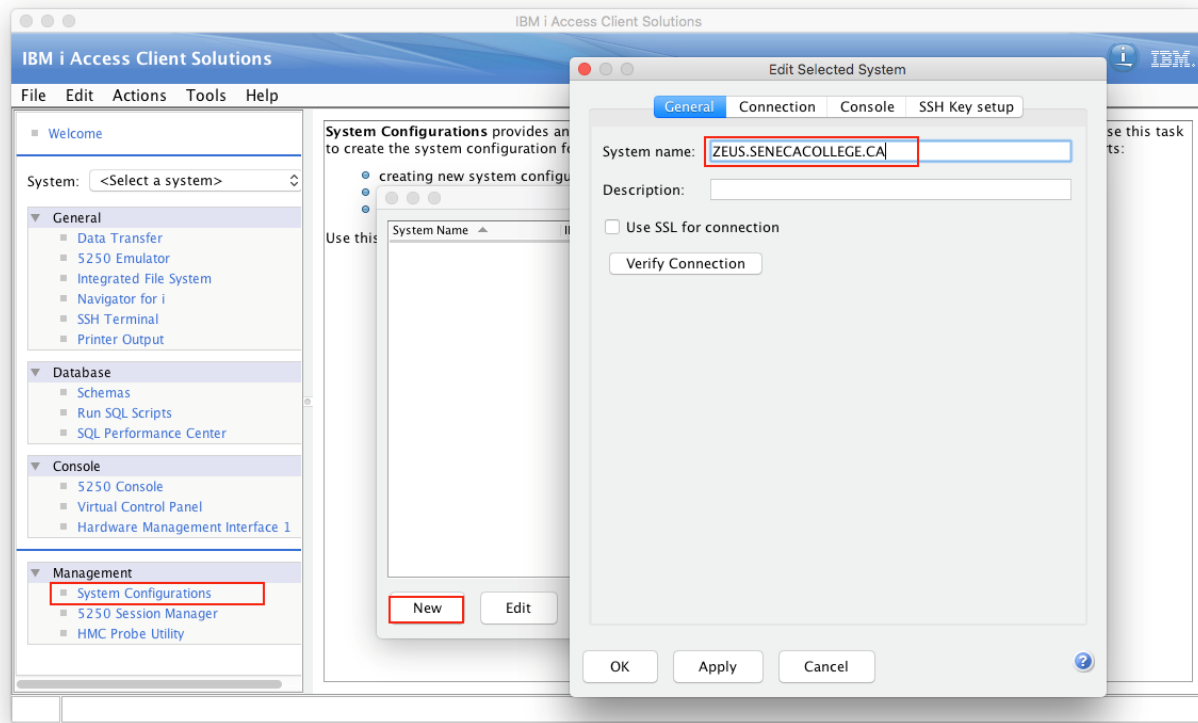 IBM i Access Client Solutions
IBM i Access Client Solutions
IBM.
File Edit Actions Tools Help
Welcome
System: <Select a system>
General
Data Transfer
5250 Emulator
Integrated File System
Navigator for i
SSH Terminal
Printer Output
Database
Schemas
Run SQL Scripts
SQL Performance Center
Console
5250 Console
Virtual Control Panel
Hardware Management Interface 1
Management
System Configurations
5250 Session Manager
HMC Probe Utility
System Configurations provides an
se this task
to create the system configuration fo
ts:
creating new system configu
Use this
System Name
New Edit
Edit Selected System
General Connection Console SSH Key setup
System name: ZEUS.SENECACOLLEGE.CA
Description:
Use SSL for connection
Verify Connection
OK Apply Cancel
?